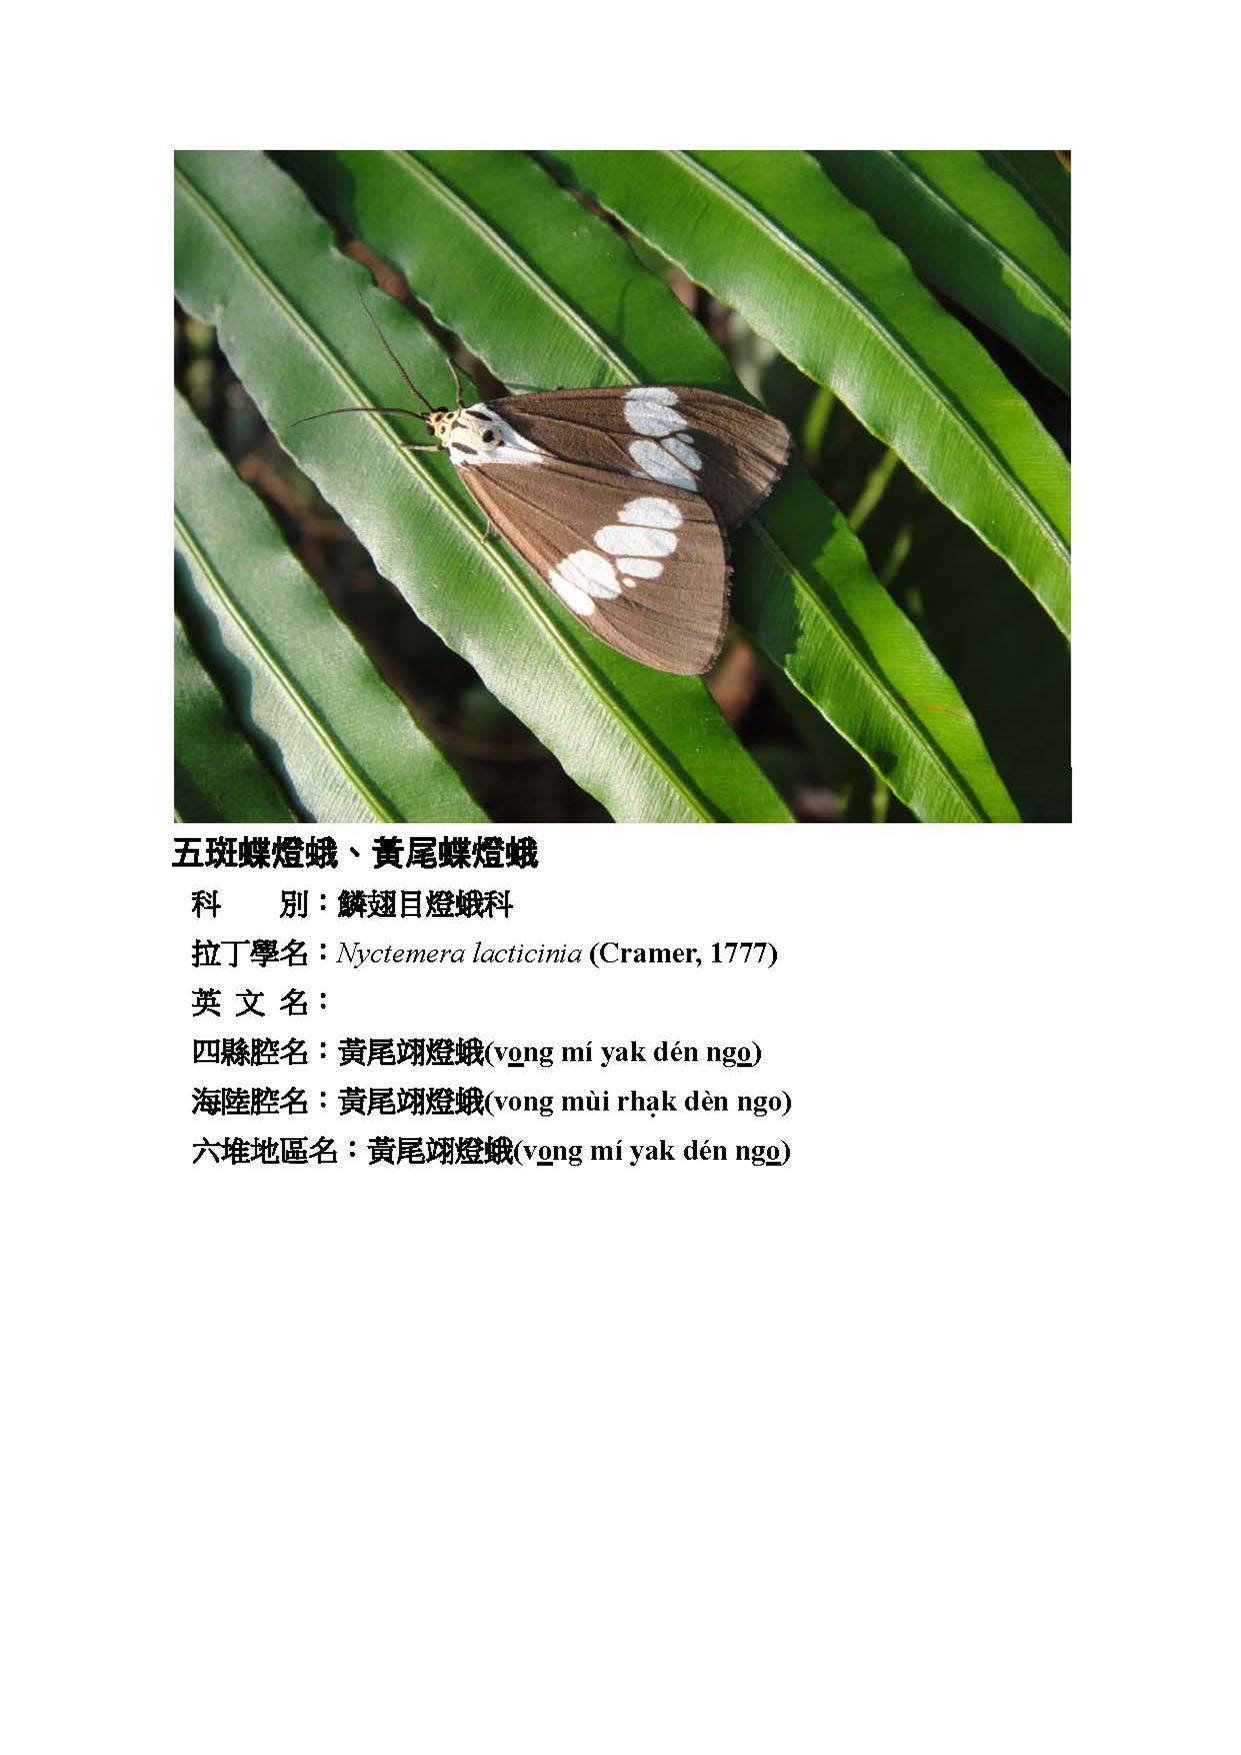 五斑蝶燈蛾、黃尾蝶燈蛾
科　　別：鱗翅目燈蛾科
拉丁學名：Nyctemera lacticinia (Cramer, 1777)
英 文 名：
四縣腔名：黃尾翊燈蛾(vong mí yak dén ngo)
海陸腔名：黃尾翊燈蛾(vong mùi rhạk dèn ngo)
六堆地區名：黃尾翊燈蛾(vong mí yak dén ngo)